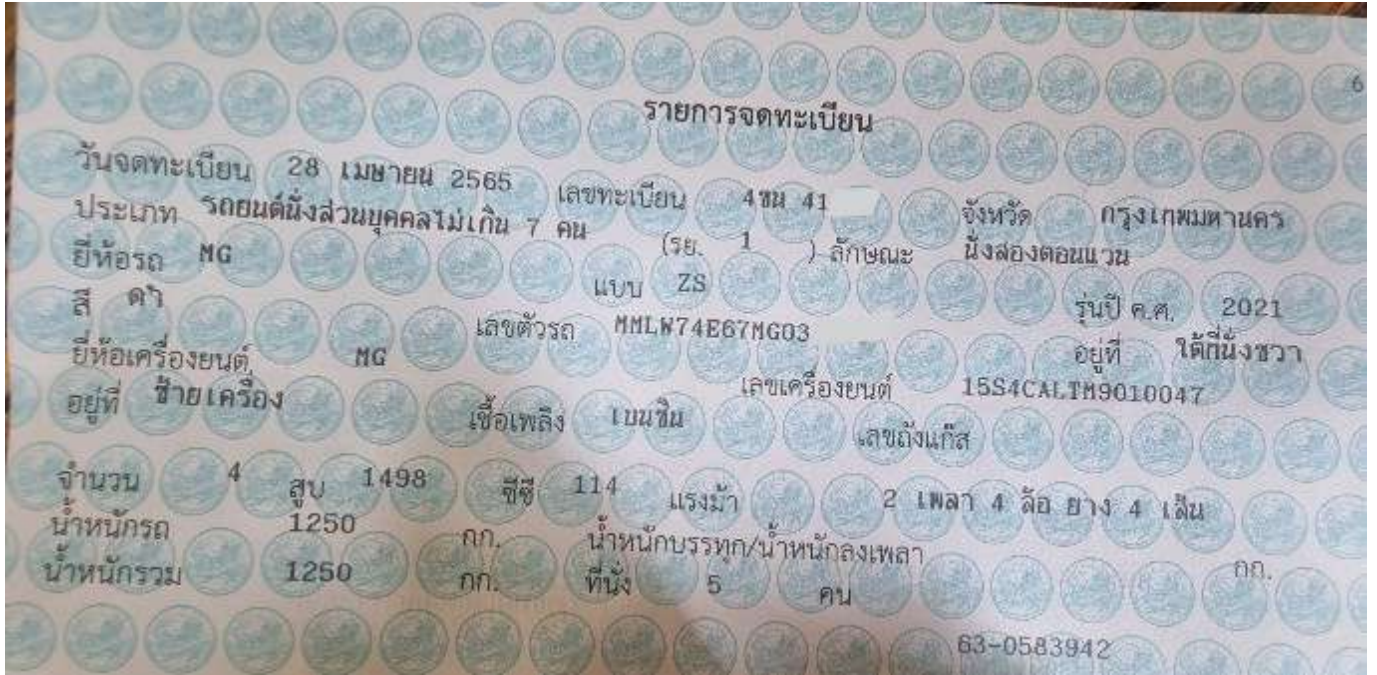 6
รายการจดทะเบียน
วันจดทะเบียน 28 เมษายน 2565 เลขทะเบียน 4ขน 41 จังหวัด กรุงเทพมหานคร
ประเภท รถยนต์นั่งส่วนบุคคลไม่เกิน 7 คน (รย. 1 ) ลักษณะ นั่งสองตอนแวน
ยี่ห้อรถ MG แบบ ZS รุ่นปี ค.ศ. 2021
สี ดำ เลขตัวรถ MMLW74E67MG03 อยู่ที่ ใต้ที่นั่งขวา
ยี่ห้อเครื่องยนต์ MG เลขเครื่องยนต์ 15S4CALTM9010047
อยู่ที่ ซ้ายเครื่อง เชื้อเพลิง เบนซิน เลขถังแก๊ส
จำนวน 4 สูบ 1498 ซีซี 114 แรงม้า 2 เพลา 4 ล้อ ยาง 4 เส้น
น้ำหนักรถ 1250 กก. น้ำหนักบรรทุก/น้ำหนักลงเพลา กก.
น้ำหนักรวม 1250 กก. ที่นั่ง 5 คน
63-0583942